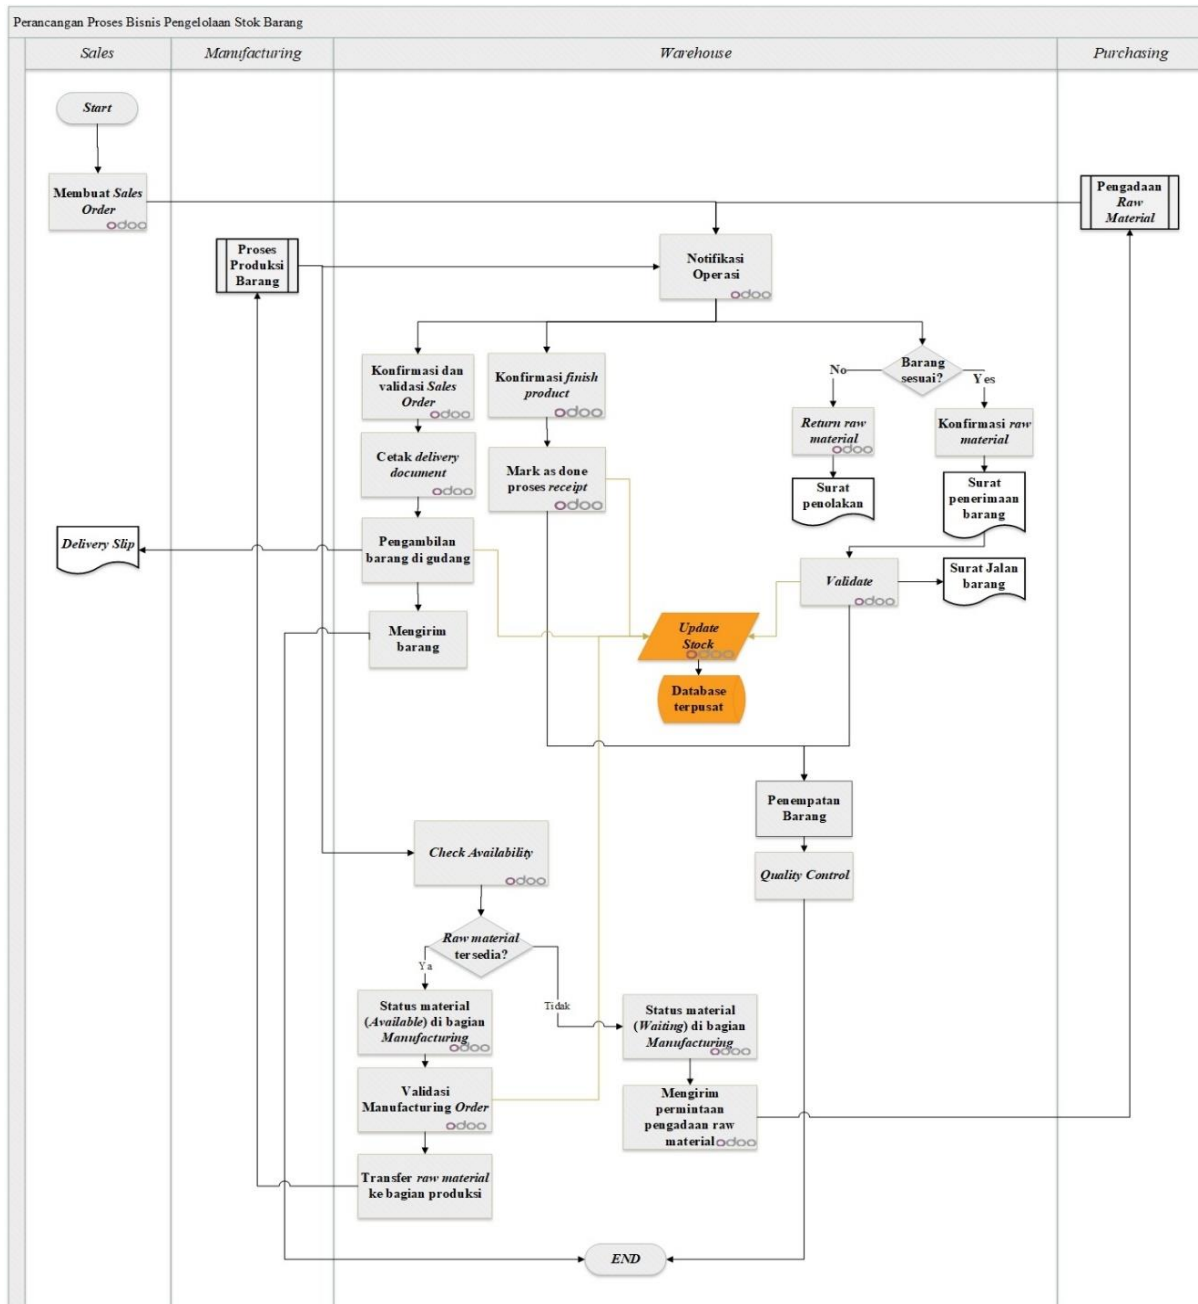 Perancangan Proses Bisnis Pengelolaan Stok Barang
Sales
Manufacturing
Warehouse
Purchasing
Start
Membuat Sales
Order
odoo
Pengadaan
Raw
Material
Proses
Produksi
Barang
Notifikasi
Operasi
odoo
Konfirmasi dan
validasi Sales
Order
odoo
Konfirmasi finish
product
odoo
Barang
sesuai?
No
Yes
Return raw
material
odoo
Konfirmasi raw
material
Cetak delivery
document
odoo
Mark as done
proses receipt
odoo
Surat
penolakan
Surat
penerimaan
barang
Delivery Slip
Pengambilan
barang di gudang
Validate
odoo
Surat Jalan
barang
Mengirim
barang
Update
Stock
odoo
Database
terpusat
Penempatan
Barang
Check Availability
odoo
Quality Control
Raw material
tersedia?
Ya
Tidak
Status material
(Available) di bagian
Manufacturing
odoo
Status material
(Waiting) di bagian
Manufacturing
odoo
Validasi
Manufacturing Order
odoo
Mengirim
permintaan
pengadaan raw
material
odoo
Transfer raw material
ke bagian produksi
END